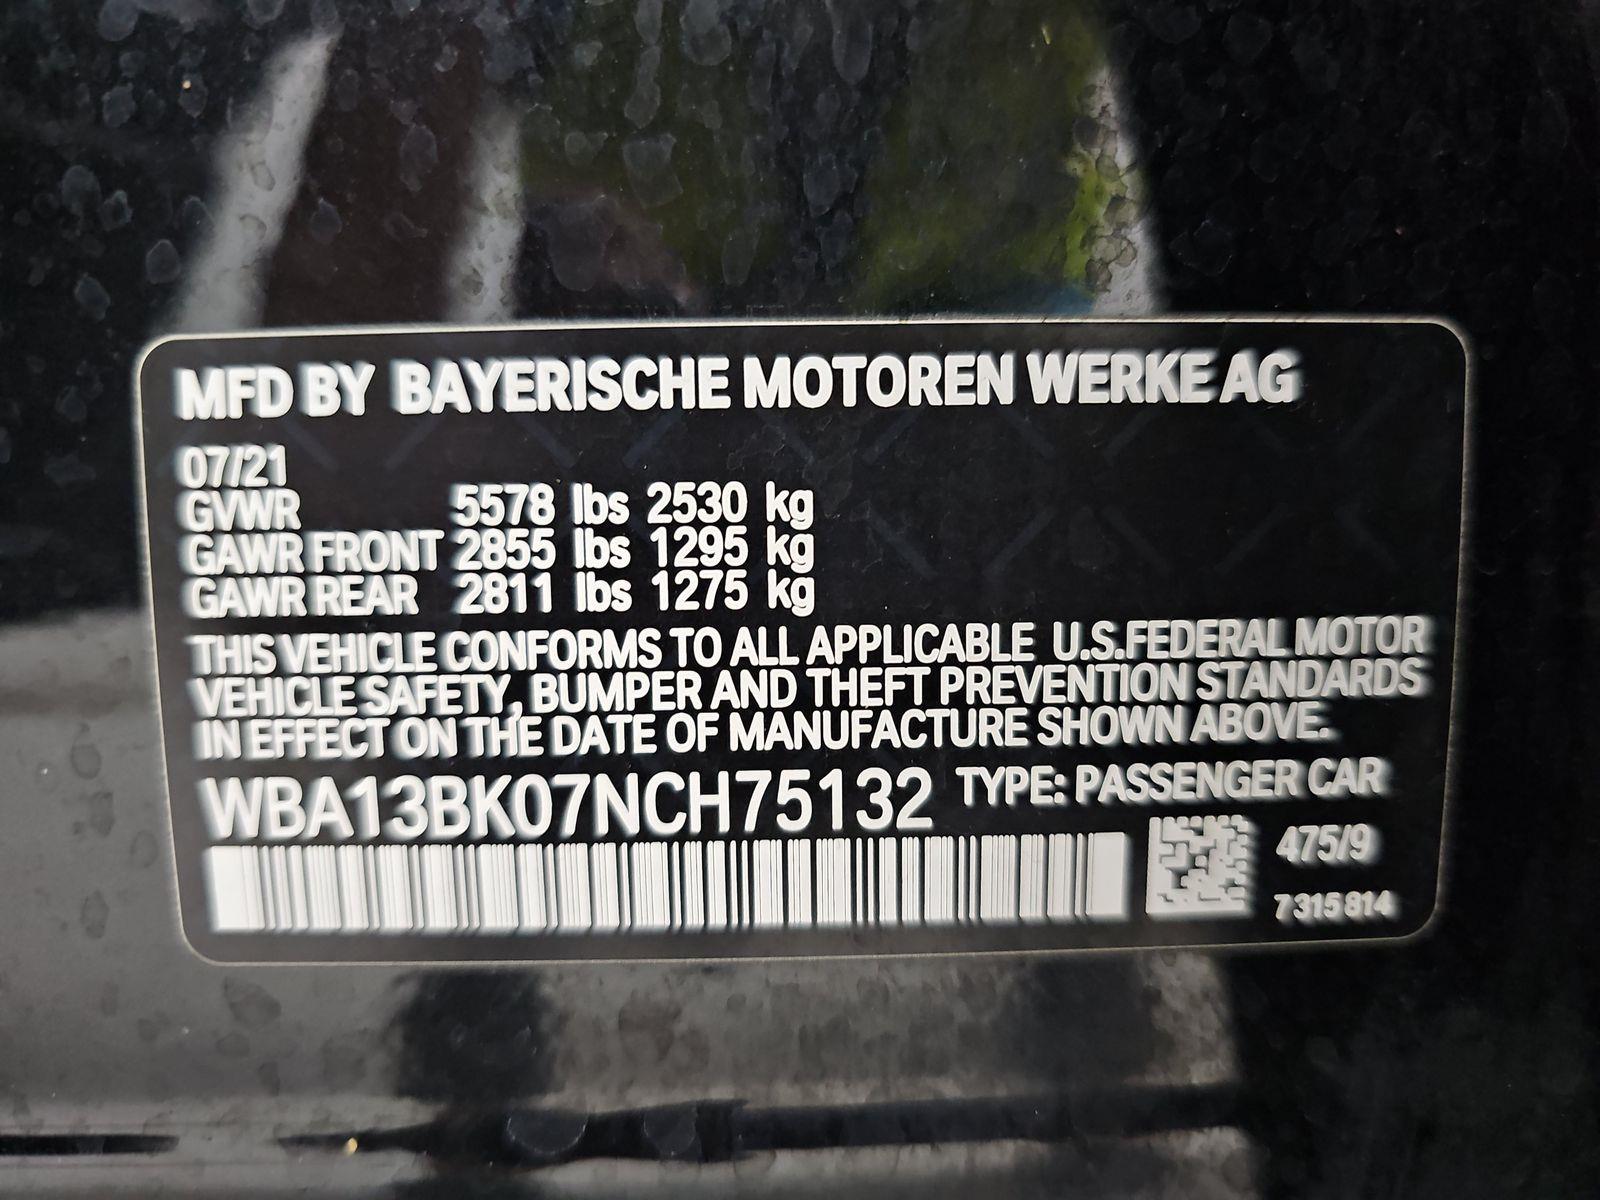 MFD BY BAYERISCHE MOTOREN WERKE AG
07/21
GVWR 5578 lbs 2530 kg
GAWR FRONT 2855 lbs 1295 kg
GAWR REAR 2811 lbs 1275 kg
THIS VEHICLE CONFORMS TO ALL APPLICABLE U.S.FEDERAL MOTOR
VEHICLE SAFETY, BUMPER AND THEFT PREVENTION STANDARDS
IN EFFECT ON THE DATE OF MANUFACTURE SHOWN ABOVE.
WBA13BK07NCH75132 TYPE: PASSENGER CAR
475/9
7 315 814